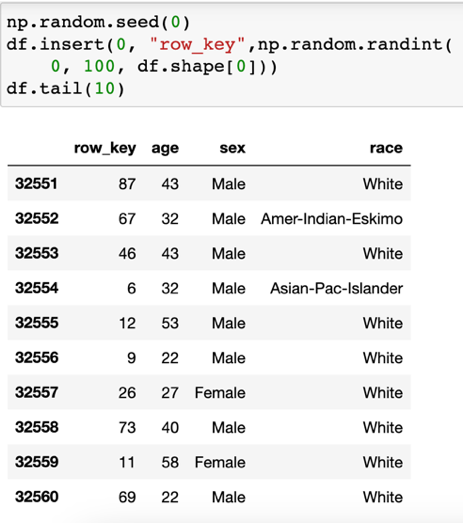 np.random.seed(0)
df.insert(0, "row_key",np.random.randint(
0, 100, df.shape[0]))
df.tail(10)
row_key age sex race
32551 87 43 Male White
32552 67 32 Male Amer-Indian-Eskimo
32553 46 43 Male White
32554 6 32 Male Asian-Pac-Islander
32555 12 53 Male White
32556 9 22 Male White
32557 26 27 Female White
32558 73 40 Male White
32559 11 58 Female White
32560 69 22 Male White